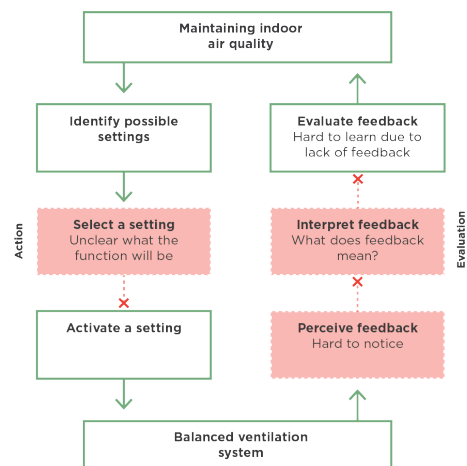 Maintaining indoor
air quality
Identify possible
settings
Evaluate feedback
Hard to learn due to
lack of feedback
Action
Select a setting
Unclear what the
function will be
Interpret feedback
What does feedback
mean?
Evaluation
Activate a setting
Perceive feedback
Hard to notice
Balanced ventilation
system